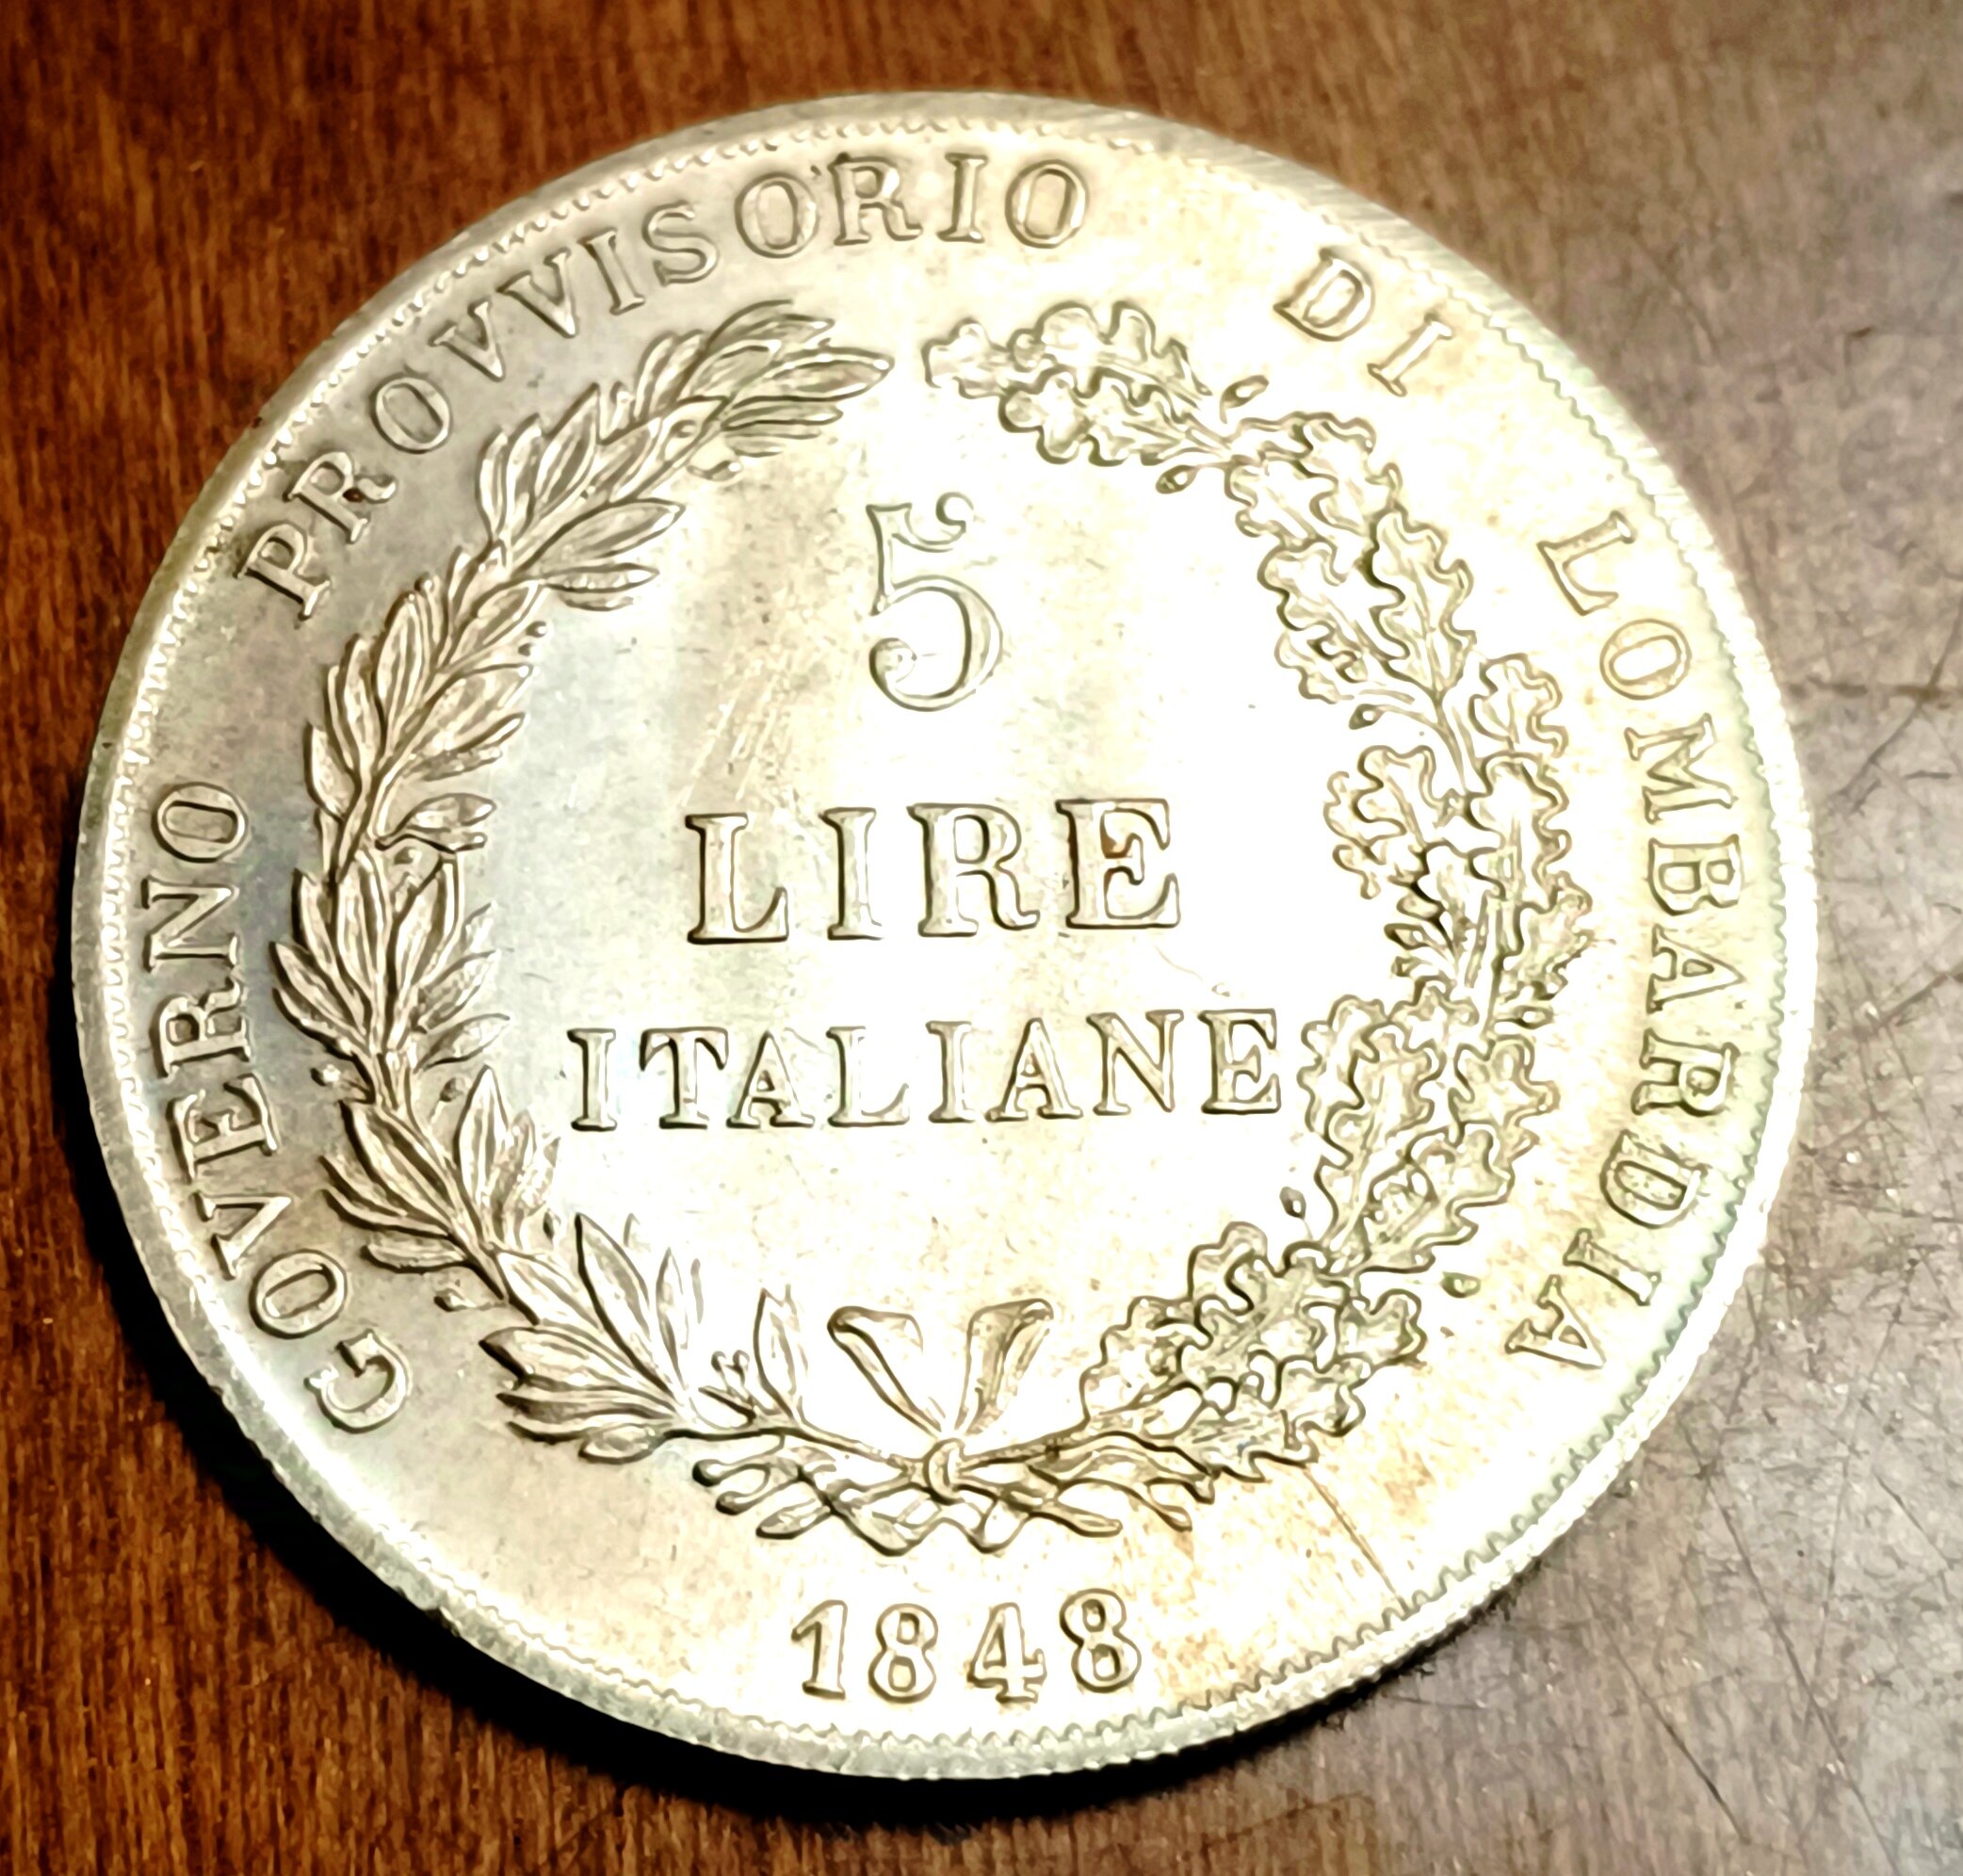 GOVERNO PROVVISORIO DI LOMBARDIA
5
LIRE
ITALIANE
1848